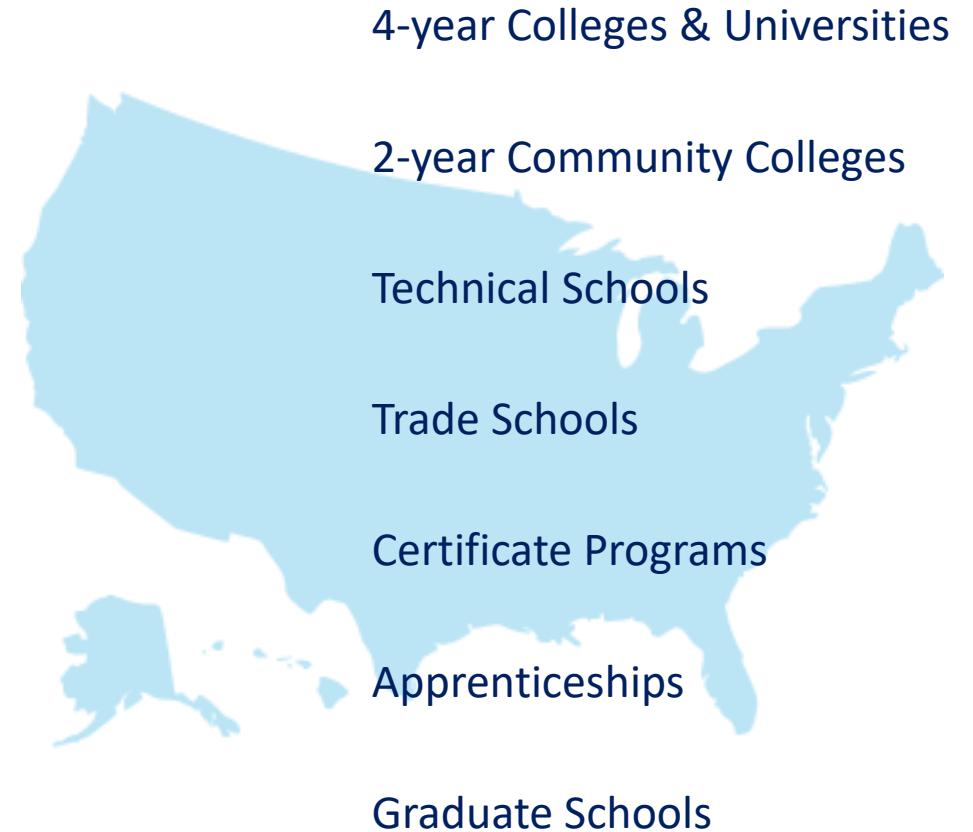 4-year Colleges & Universities
2-year Community Colleges
Technical Schools
Trade Schools
Certificate Programs
Apprenticeships
Graduate Schools